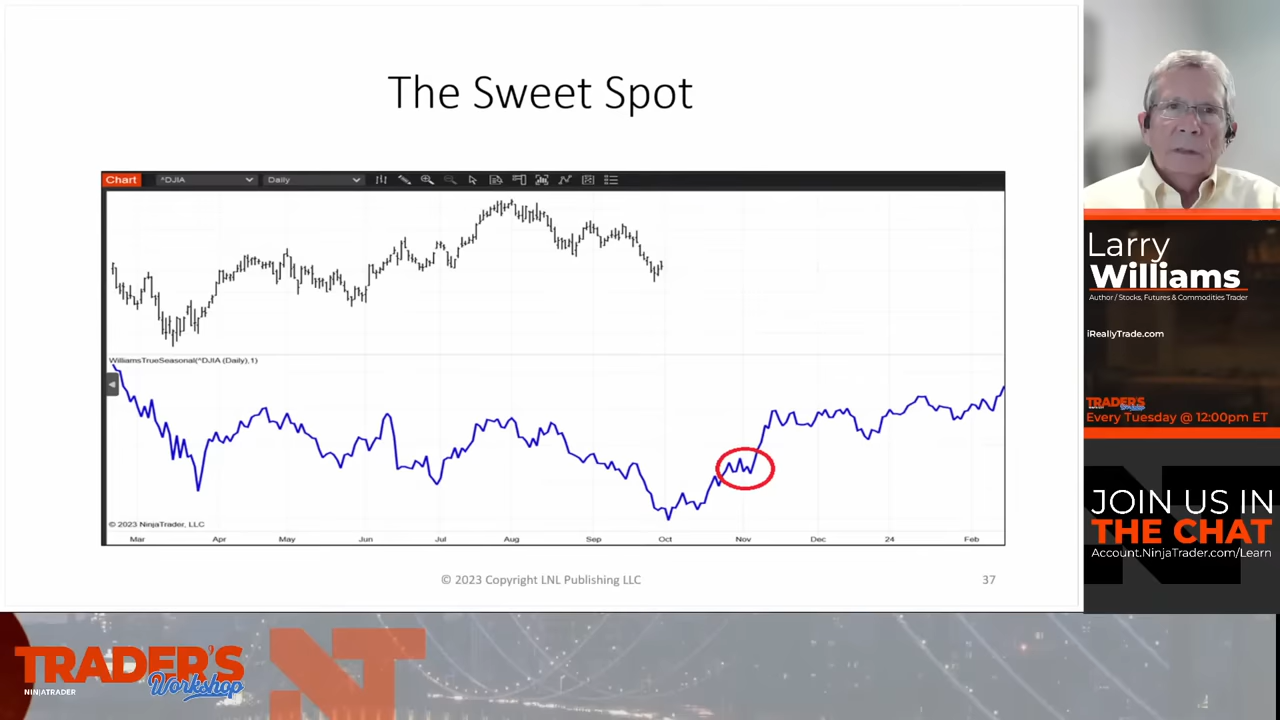 The Sweet Spot
Chart ^DJIA Daily
WilliamsTrueSeasonal(^DJIA (Daily),1)
© 2023 NinjaTrader, LLC
Mar Apr May Jun Jul Aug Sep Oct Nov Dec 24 Feb
© 2023 Copyright LNL Publishing LLC
37
Larry
Williams
Author / Stocks, Futures & Commodities Trader
iReallyTrade.com
TRADER'S
Workshop
Every Tuesday @ 12:00pm ET
JOIN US IN
THE CHAT
Account.NinjaTrader.com/Learn
TRADER'S
NINJATRADER
Workshop